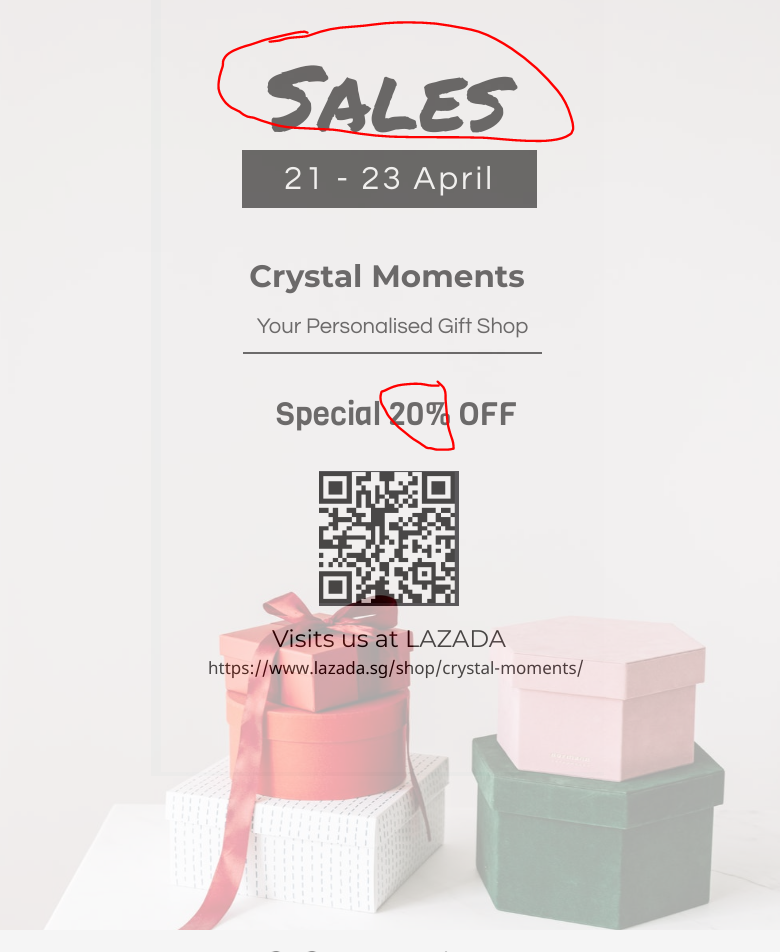 SALES
21 - 23 April
Crystal Moments
Your Personalised Gift Shop
Special 20% OFF
Visits us at LAZADA
https://www.lazada.sg/shop/crystal-moments/